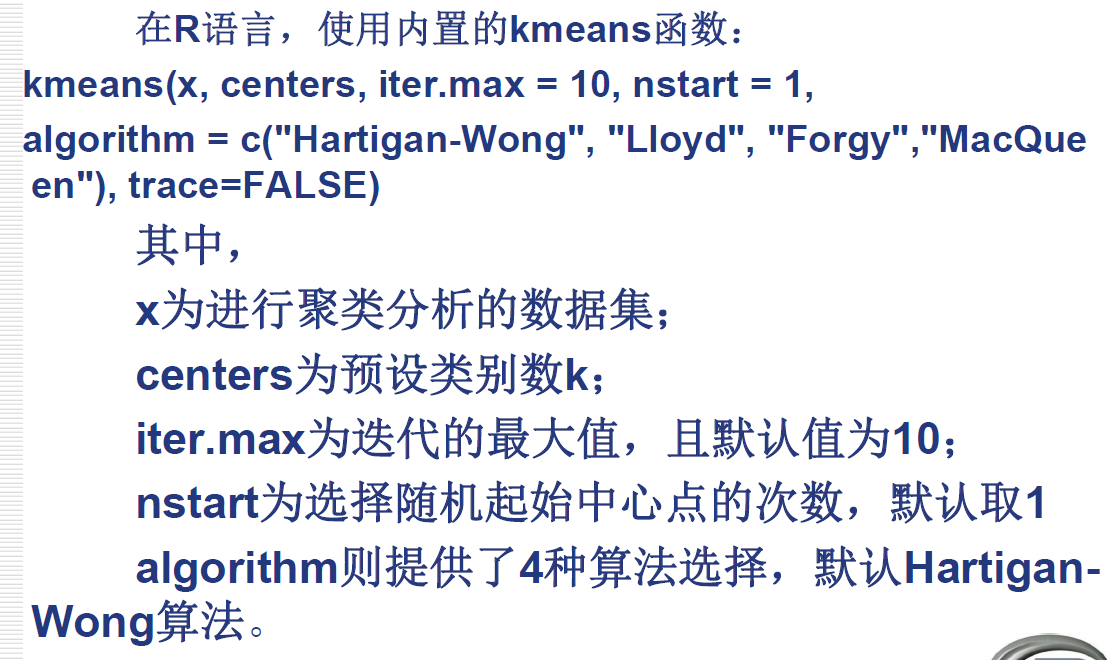 在R语言，使用内置的kmeans函数：
kmeans(x, centers, iter.max = 10, nstart = 1,
algorithm = c("Hartigan-Wong", "Lloyd", "Forgy","MacQue
en"), trace=FALSE)
其中，
x为进行聚类分析的数据集；
centers为预设类别数k；
iter.max为迭代的最大值，且默认值为10；
nstart为选择随机起始中心点的次数，默认取1
algorithm则提供了4种算法选择，默认Hartigan-
Wong算法。